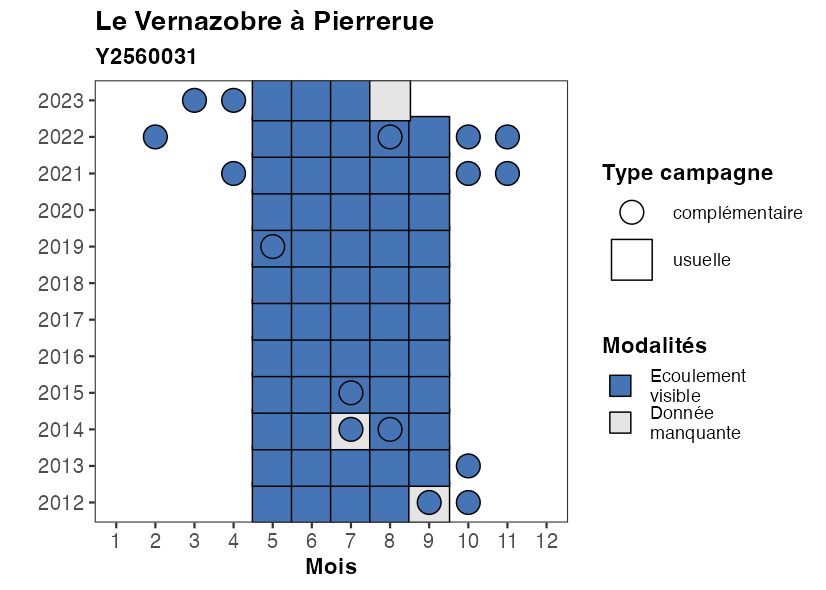 Le Vernazobre à Pierrerue
Y2560031
2023
2022
2021
2020
2019
2018
2017
2016
2015
2014
2013
2012
1 2 3 4 5 6 7 8 9 10 11 12
Mois
Type campagne
complémentaire
usuelle
Modalités
Ecoulement
visible
Donnée
manquante